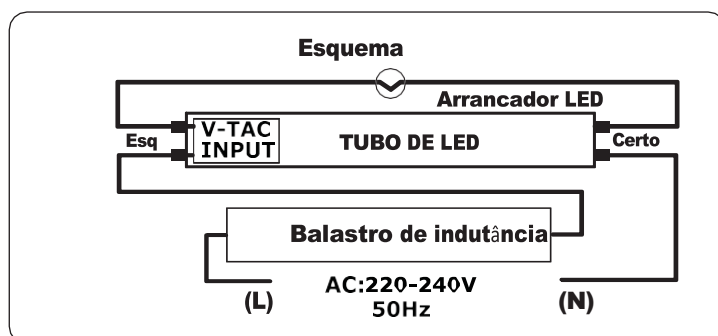 Esquema
Arrancador LED
V-TAC
INPUT
Esq
TUBO DE LED
Certo
Balastro de indutância
(L)
AC:220-240V
50Hz
(N)